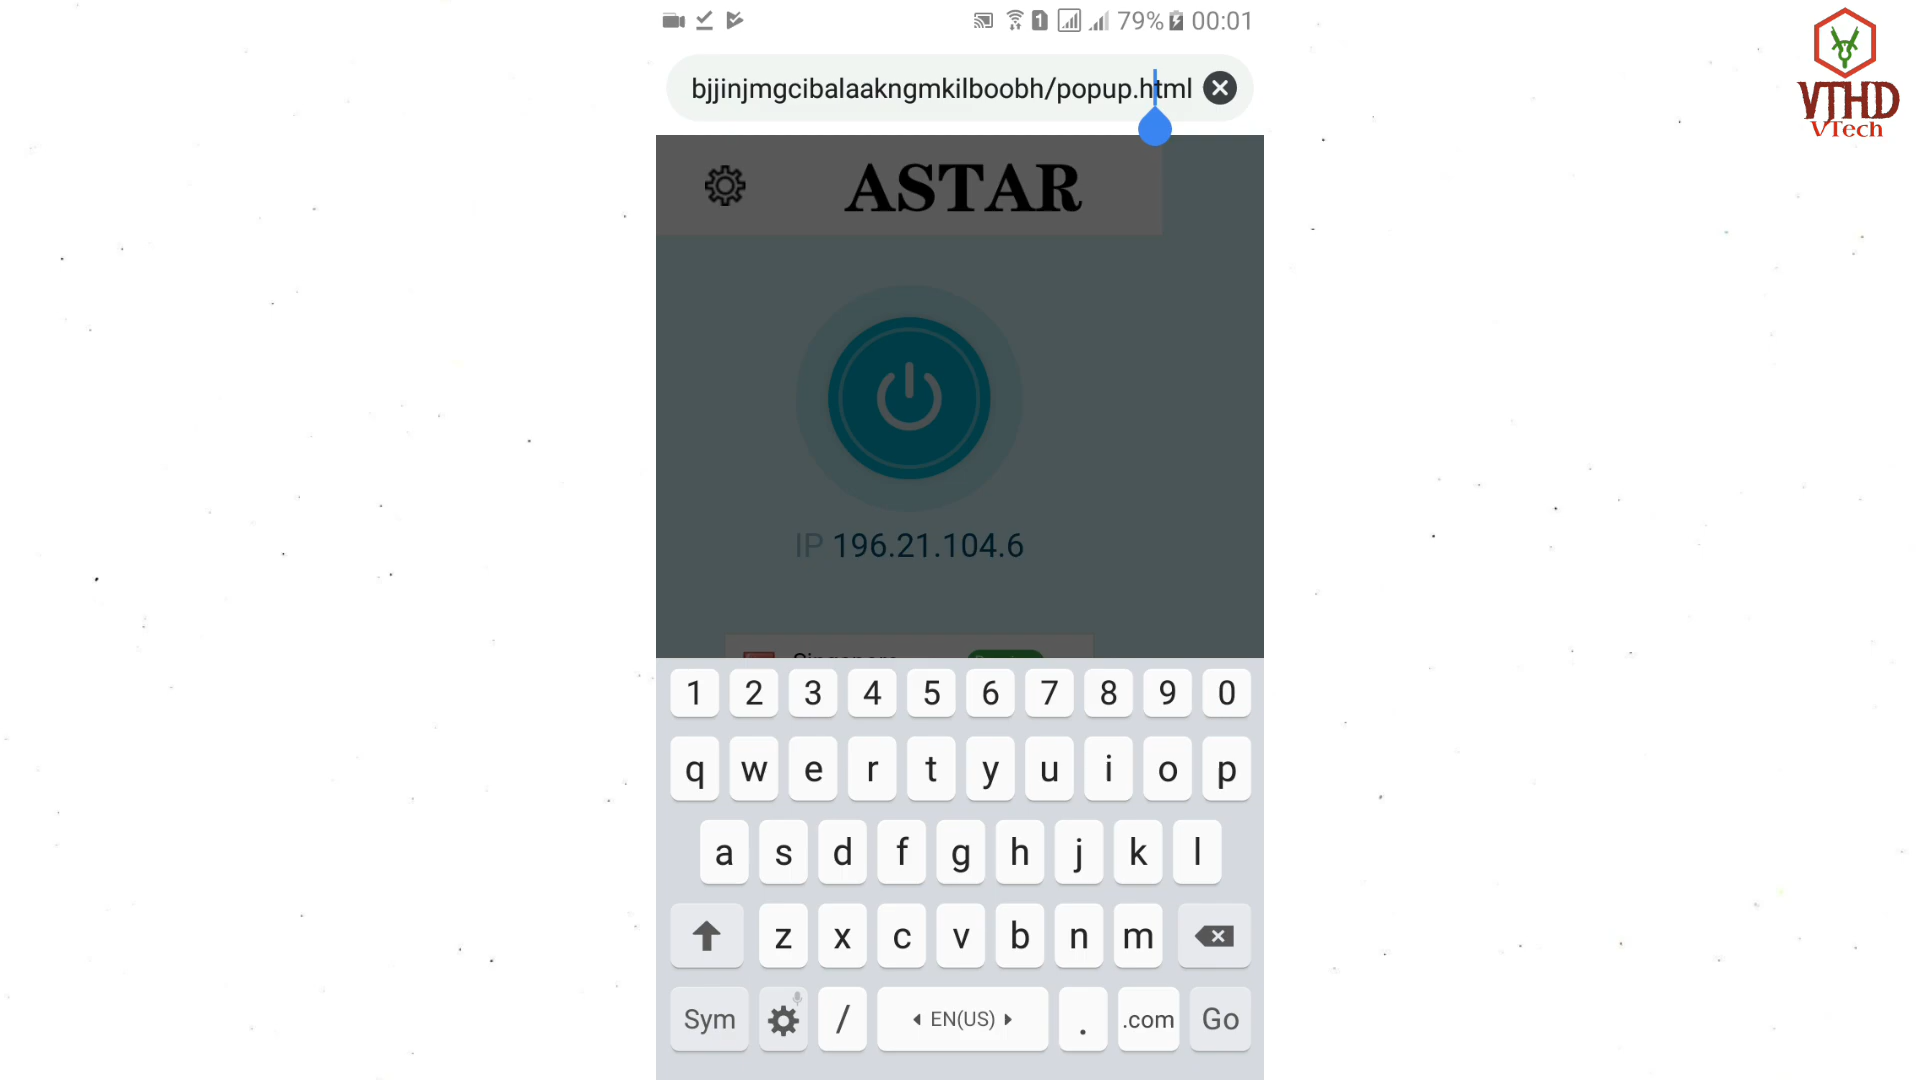 1 79% 00:01
bjjinjmgcibalaakngmkilboobh/popup.html
VTHD
VTech
ASTAR
IP 196.21.104.6
1 2 3 4 5 6 7 8 9 0
q w e r t y u i o p
a s d f g h j k l
z x c v b n m
Sym / EN(US) . .com Go